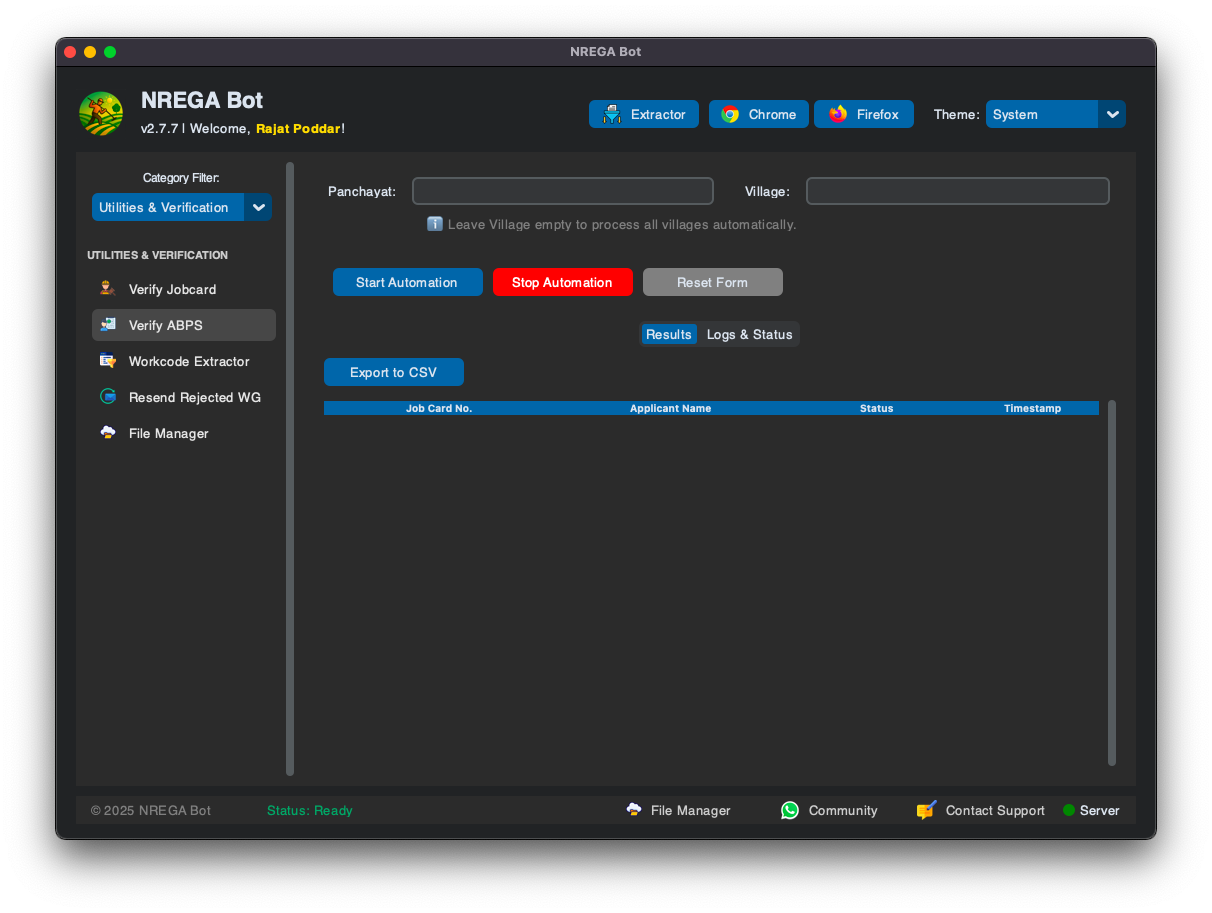 NREGA Bot
NREGA Bot
v2.7.7 | Welcome, Rajat Poddar!
Extractor
Chrome
Firefox
Theme:
System
Category Filter:
Utilities & Verification
UTILITIES & VERIFICATION
Verify Jobcard
Verify ABPS
Workcode Extractor
Resend Rejected WG
File Manager
Panchayat:
Village:
ℹ️ Leave Village empty to process all villages automatically.
Start Automation
Stop Automation
Reset Form
Results
Logs & Status
Export to CSV
Job Card No.
Applicant Name
Status
Timestamp
© 2025 NREGA Bot
Status: Ready
File Manager
Community
Contact Support
Server